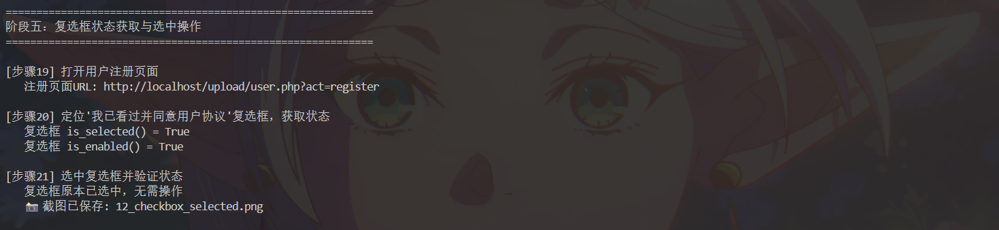 ============================================================
阶段五：复选框状态获取与选中操作
============================================================
[步骤19] 打开用户注册页面
注册页面URL: http://localhost/upload/user.php?act=register
[步骤20] 定位'我已看过并同意用户协议'复选框，获取状态
复选框 is_selected() = True
复选框 is_enabled() = True
[步骤21] 选中复选框并验证状态
复选框原本已选中，无需操作
📷 截图已保存: 12_checkbox_selected.png